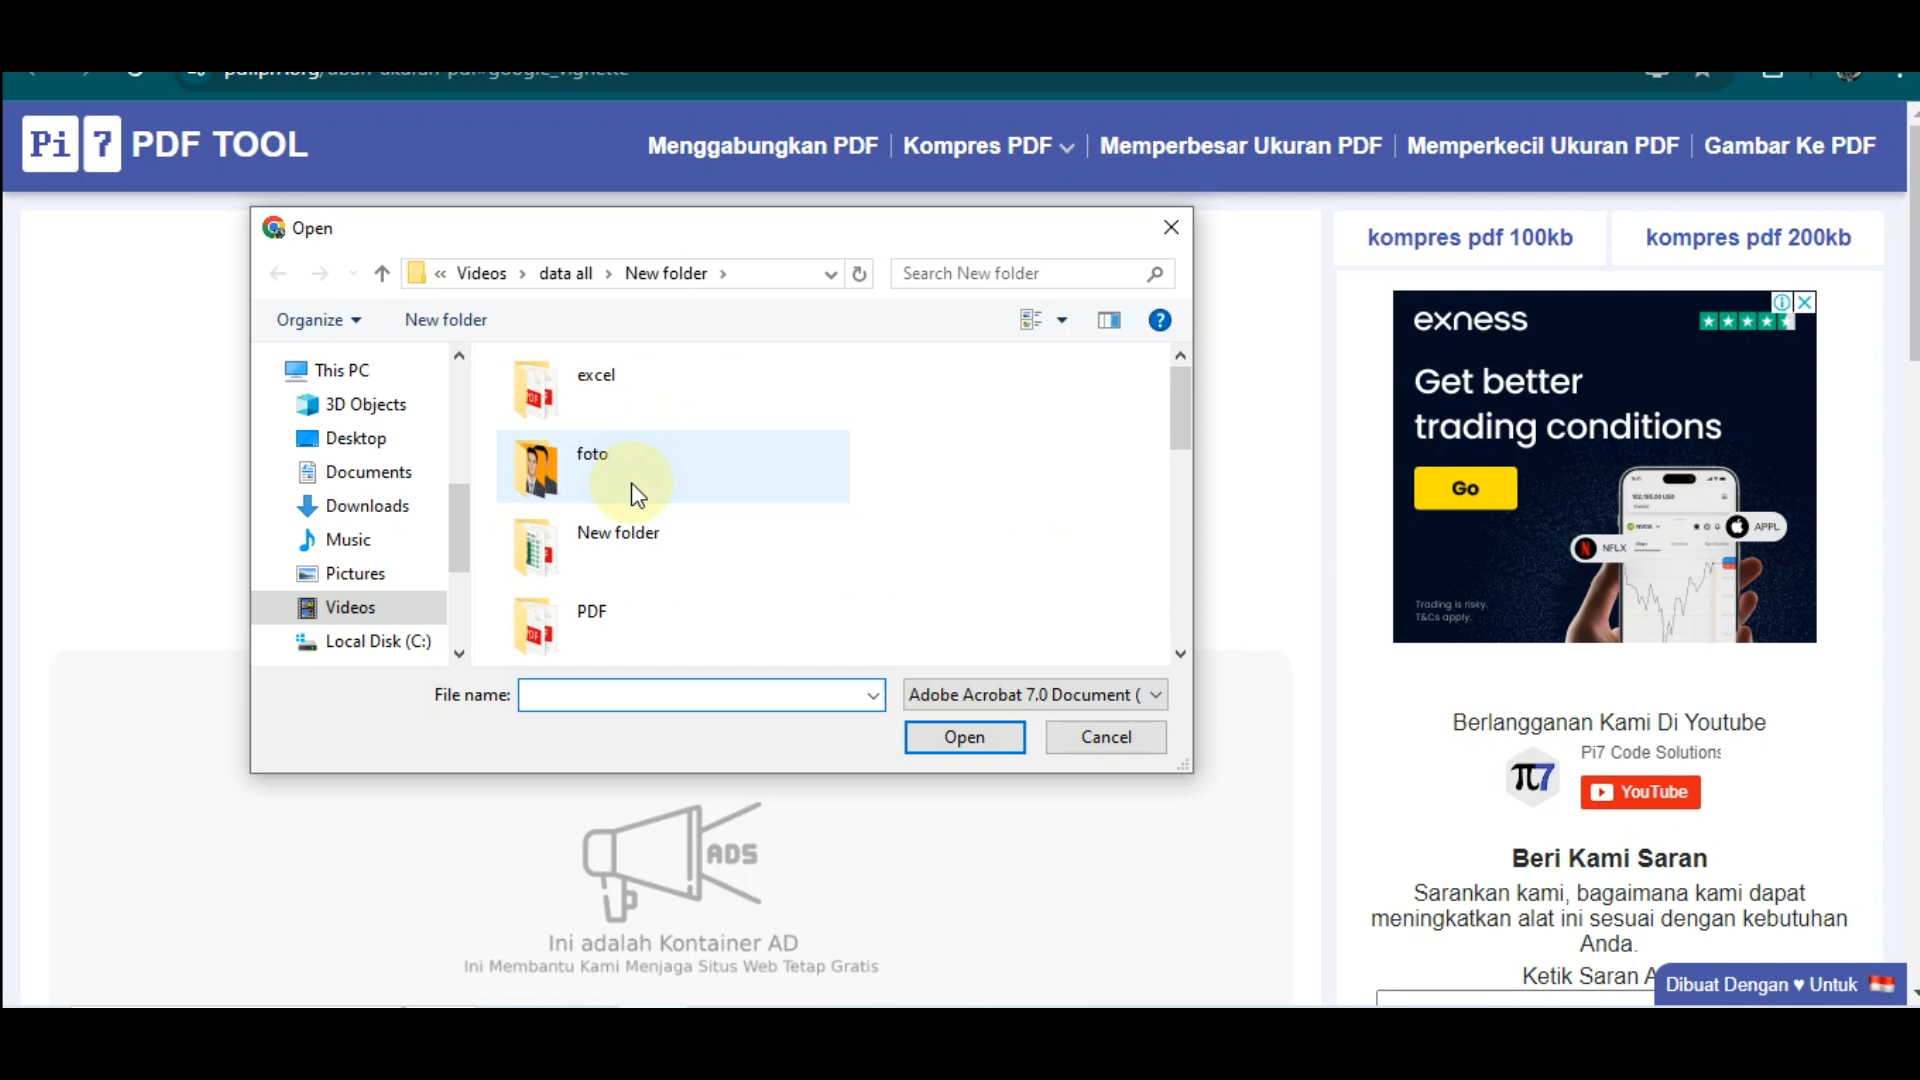 Pi 7 PDF TOOL
Menggabungkan PDF
Kompres PDF
Memperbesar Ukuran PDF
Memperkecil Ukuran PDF
Gambar Ke PDF
Open
« Videos › data all › New folder ›
Search New folder
Organize
New folder
This PC
3D Objects
Desktop
Documents
Downloads
Music
Pictures
Videos
Local Disk (C:)
excel
foto
New folder
PDF
File name:
Adobe Acrobat 7.0 Document (
Open
Cancel
ADS
Ini adalah Kontainer AD
Ini Membantu Kami Menjaga Situs Web Tetap Gratis
kompres pdf 100kb
kompres pdf 200kb
exness
Get better
trading conditions
Go
APPL
NFLX
Trading is risky.
T&Cs apply.
Berlangganan Kami Di Youtube
Pi7 Code Solutions
π7
YouTube
Beri Kami Saran
Sarankan kami, bagaimana kami dapat
meningkatkan alat ini sesuai dengan kebutuhan
Anda.
Ketik Saran A
Dibuat Dengan ♥ Untuk